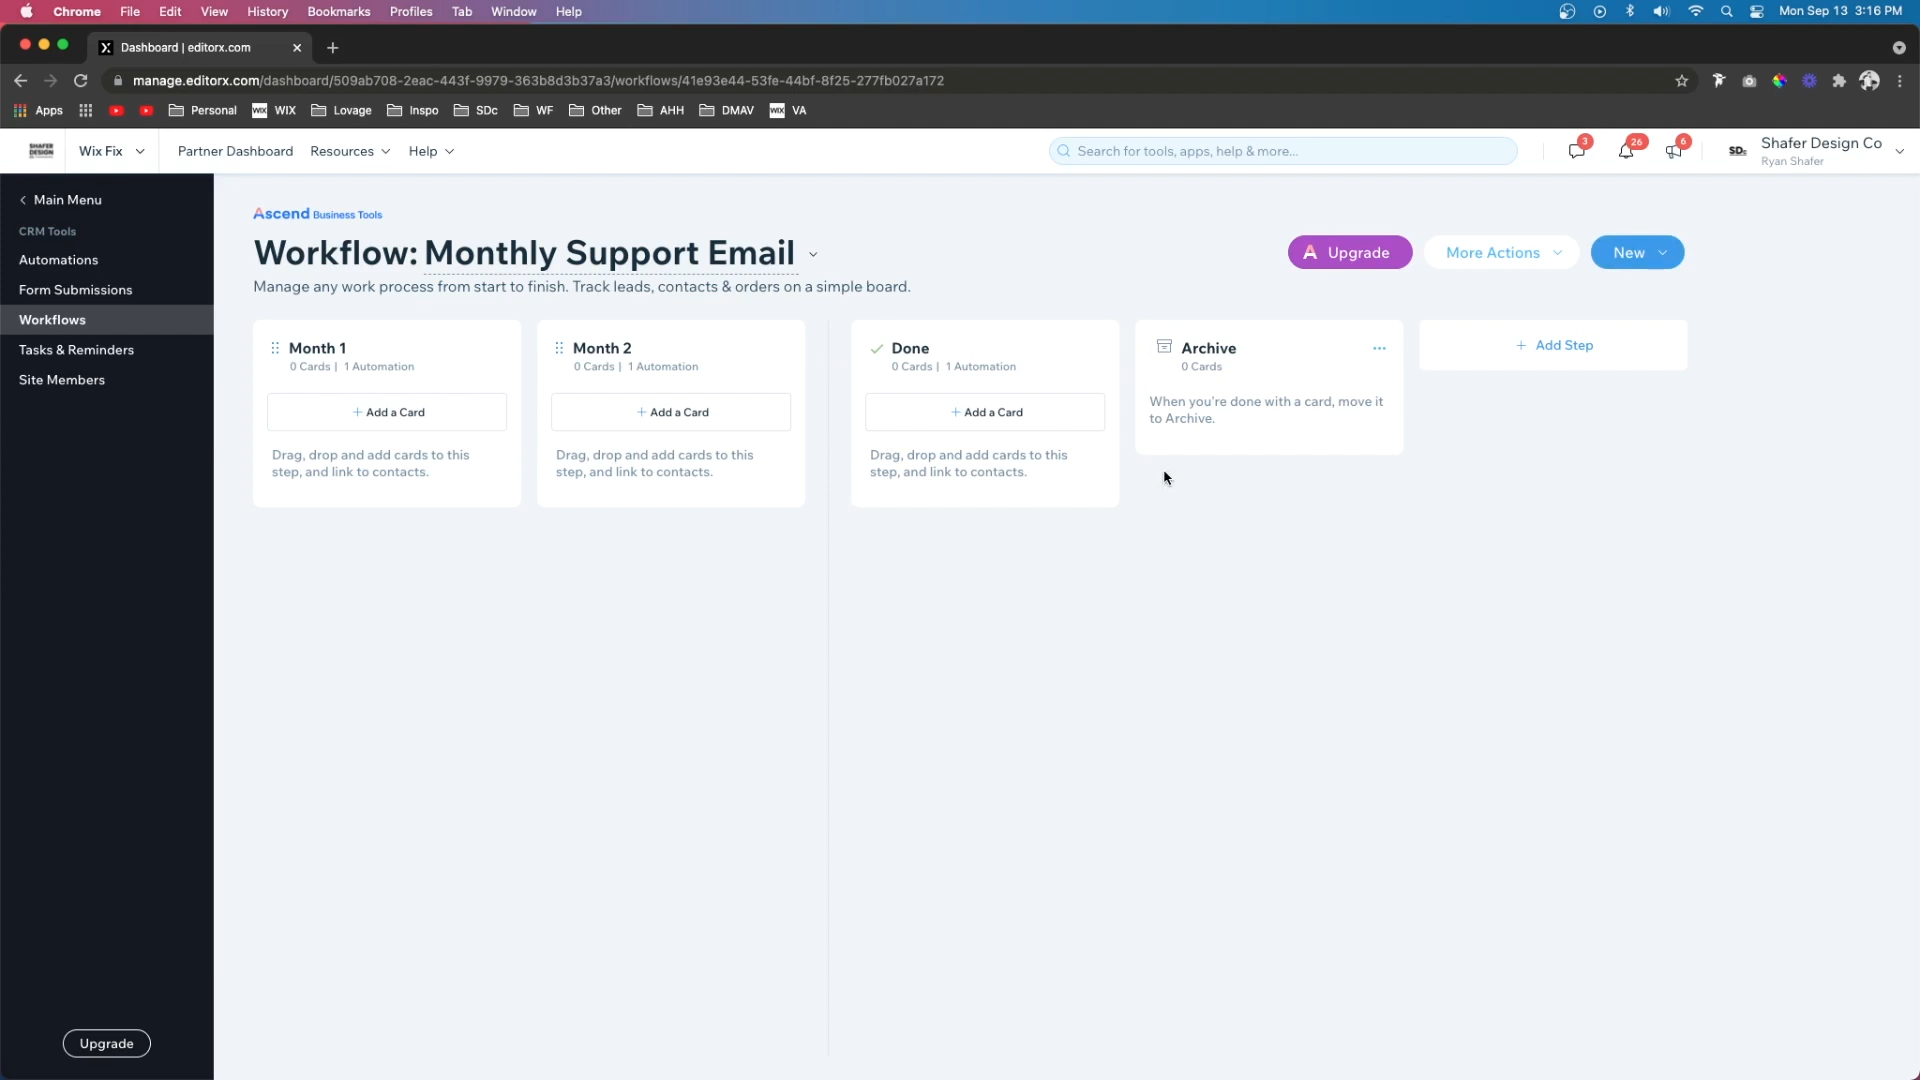 Chrome File Edit View History Bookmarks Profiles Tab Window Help Mon Sep 13 3:16 PM
Dashboard | editorx.com
manage.editorx.com/dashboard/509ab708-2eac-443f-9979-363b8d3b37a3/workflows/41e93e44-53fe-44bf-8f25-277fb027a172
Apps Personal WIX WIX Lovage Inspo SDc WF Other AHH DMAV WIX VA
SHAFER DESIGN Wix Fix Partner Dashboard Resources Help Search for tools, apps, help & more... 3 26 6 SDc Shafer Design Co
Ryan Shafer
Main Menu
CRM Tools
Automations
Form Submissions
Workflows
Tasks & Reminders
Site Members
Upgrade
Ascend Business Tools
Workflow: Monthly Support Email
A Upgrade More Actions New
Manage any work process from start to finish. Track leads, contacts & orders on a simple board.
Month 1
0 Cards | 1 Automation
+ Add a Card
Drag, drop and add cards to this
step, and link to contacts.
Month 2
0 Cards | 1 Automation
+ Add a Card
Drag, drop and add cards to this
step, and link to contacts.
Done
0 Cards | 1 Automation
+ Add a Card
Drag, drop and add cards to this
step, and link to contacts.
Archive
0 Cards
When you're done with a card, move it
to Archive.
+ Add Step